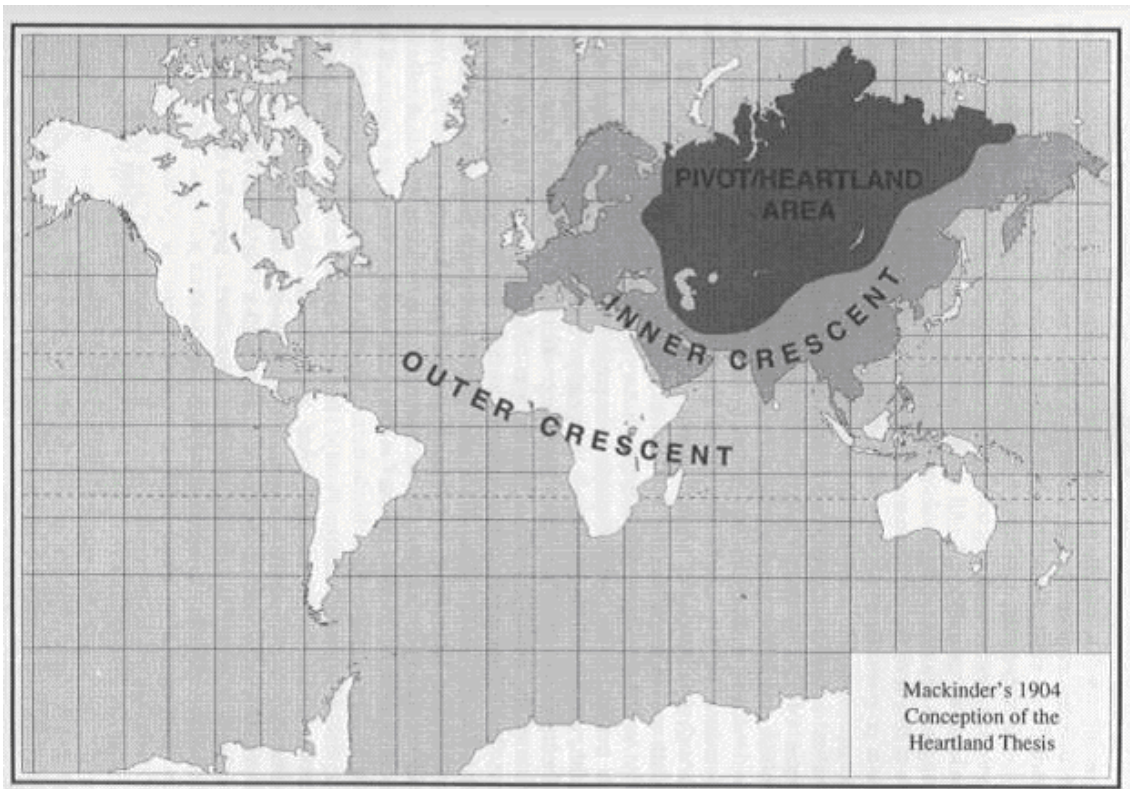 PIVOT/HEARTLAND
AREA
INNER CRESCENT
OUTER CRESCENT
Mackinder's 1904
Conception of the
Heartland Thesis